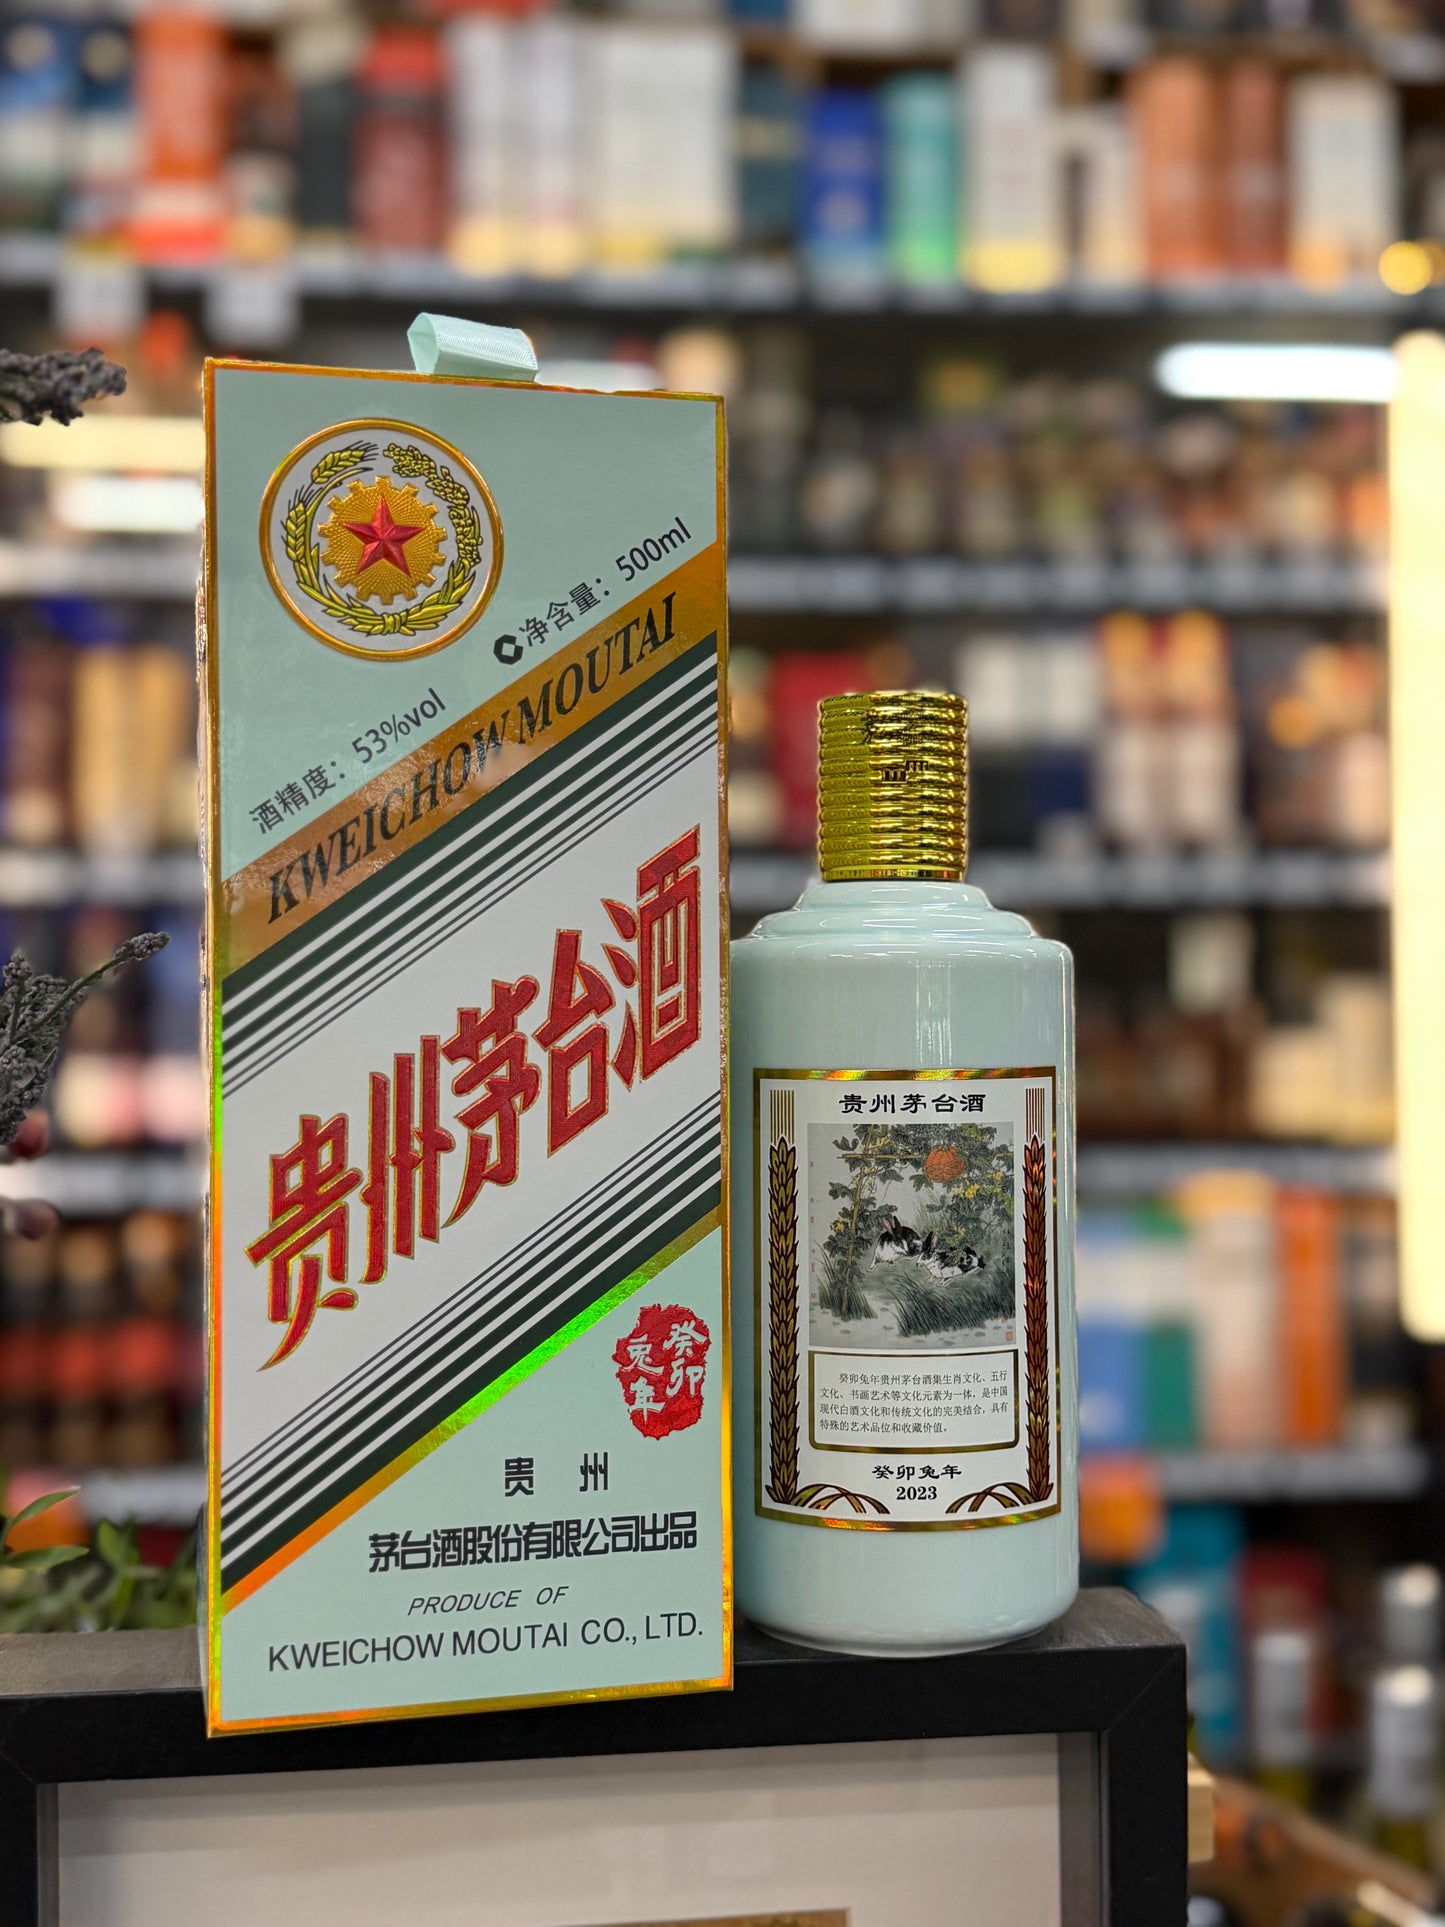 净含量：500ml
酒精度：53%vol
KWEICHOW MOUTAI
贵州茅台酒
癸卯
兔年
贵 州
茅台酒股份有限公司出品
PRODUCE OF
KWEICHOW MOUTAI CO., LTD.
贵州茅台酒
癸卯兔年贵州茅台酒集生肖文化、五行
文化、书画艺术等文化元素为一体，是中国
现代白酒文化和传统文化的完美结合，具有
特殊的艺术品位和收藏价值。
癸卯兔年
2023